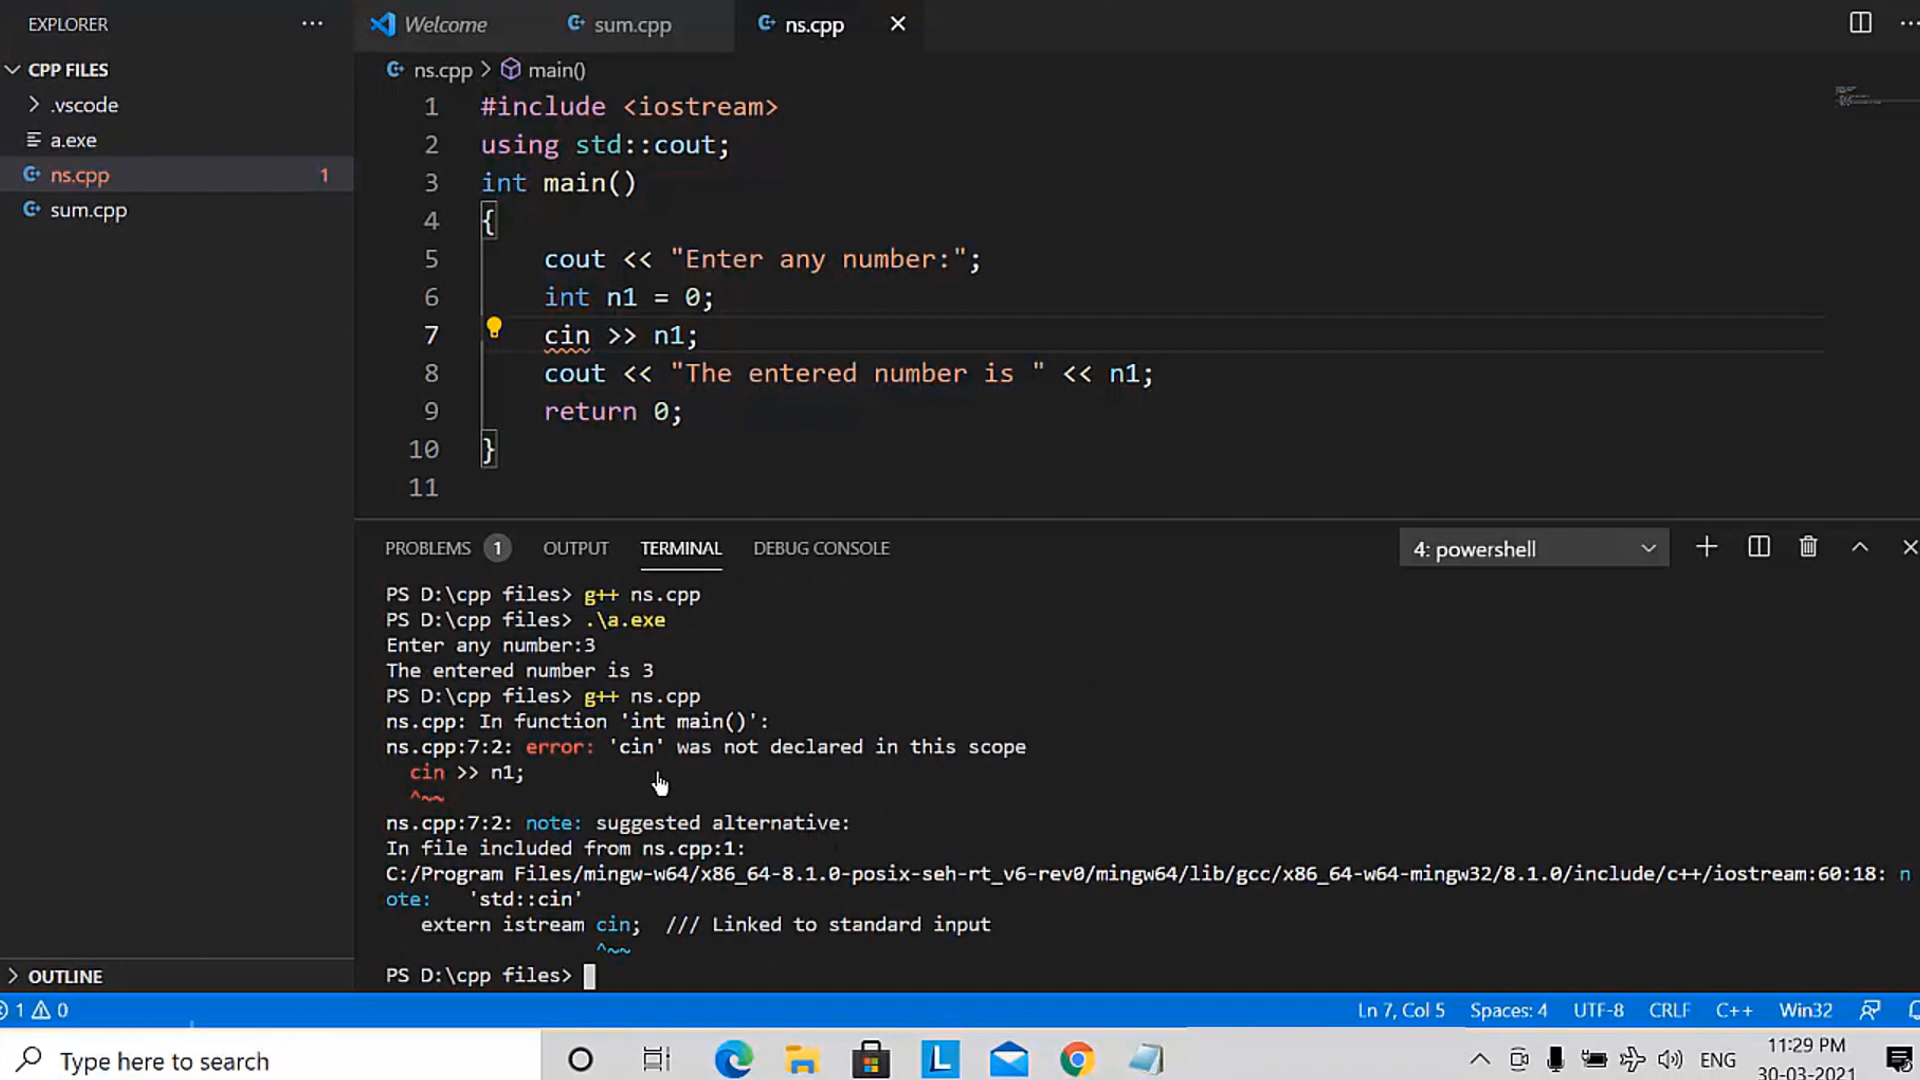 EXPLORER
Welcome
sum.cpp
ns.cpp
CPP FILES
.vscode
a.exe
ns.cpp 1
sum.cpp
OUTLINE
ns.cpp > main()
1 #include <iostream>
2 using std::cout;
3 int main()
4 {
5 cout << "Enter any number:";
6 int n1 = 0;
7 cin >> n1;
8 cout << "The entered number is " << n1;
9 return 0;
10 }
11
PROBLEMS 1 OUTPUT TERMINAL DEBUG CONSOLE 4: powershell
PS D:\cpp files> g++ ns.cpp
PS D:\cpp files> .\a.exe
Enter any number:3
The entered number is 3
PS D:\cpp files> g++ ns.cpp
ns.cpp: In function 'int main()':
ns.cpp:7:2: error: 'cin' was not declared in this scope
cin >> n1;
^~~
ns.cpp:7:2: note: suggested alternative:
In file included from ns.cpp:1:
C:/Program Files/mingw-w64/x86_64-8.1.0-posix-seh-rt_v6-rev0/mingw64/lib/gcc/x86_64-w64-mingw32/8.1.0/include/c++/iostream:60:18: n
ote: 'std::cin'
extern istream cin; /// Linked to standard input
^~~
PS D:\cpp files>
1 0 Ln 7, Col 5 Spaces: 4 UTF-8 CRLF C++ Win32
Type here to search
L
ENG
11:29 PM
30-03-2021